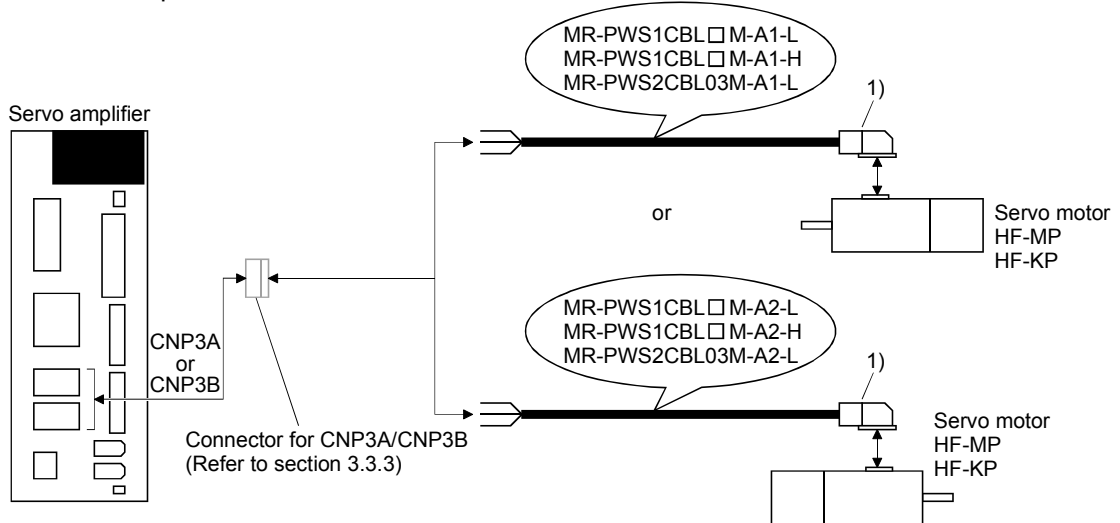 MR-PWS1CBL□M-A1-L
MR-PWS1CBL□M-A1-H
MR-PWS2CBL03M-A1-L
1)
Servo amplifier
or
Servo motor
HF-MP
HF-KP
CNP3A
or
CNP3B
MR-PWS1CBL□M-A2-L
MR-PWS1CBL□M-A2-H
MR-PWS2CBL03M-A2-L
1)
Connector for CNP3A/CNP3B
(Refer to section 3.3.3)
Servo motor
HF-MP
HF-KP